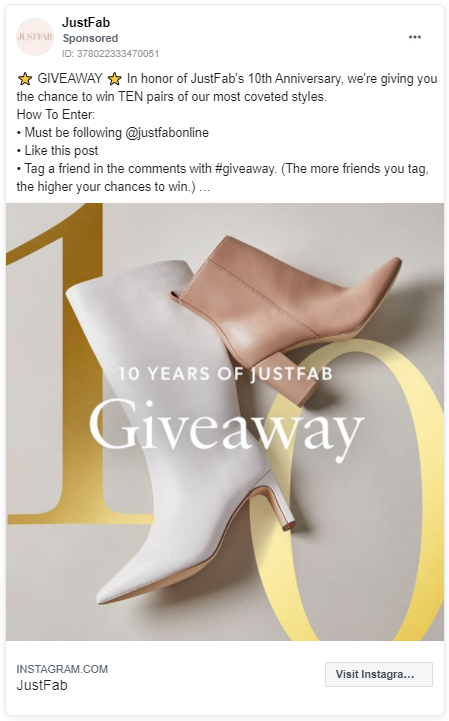 JUSTFAB
JustFab
Sponsored
ID: 378022333470051
⭐ GIVEAWAY ⭐ In honor of JustFab's 10th Anniversary, we're giving you
the chance to win TEN pairs of our most coveted styles.
How To Enter:
• Must be following @justfabonline
• Like this post
• Tag a friend in the comments with #giveaway. (The more friends you tag,
the higher your chances to win.) ...
10
10 YEARS OF JUSTFAB
Giveaway
INSTAGRAM.COM
JustFab
Visit Instagra...